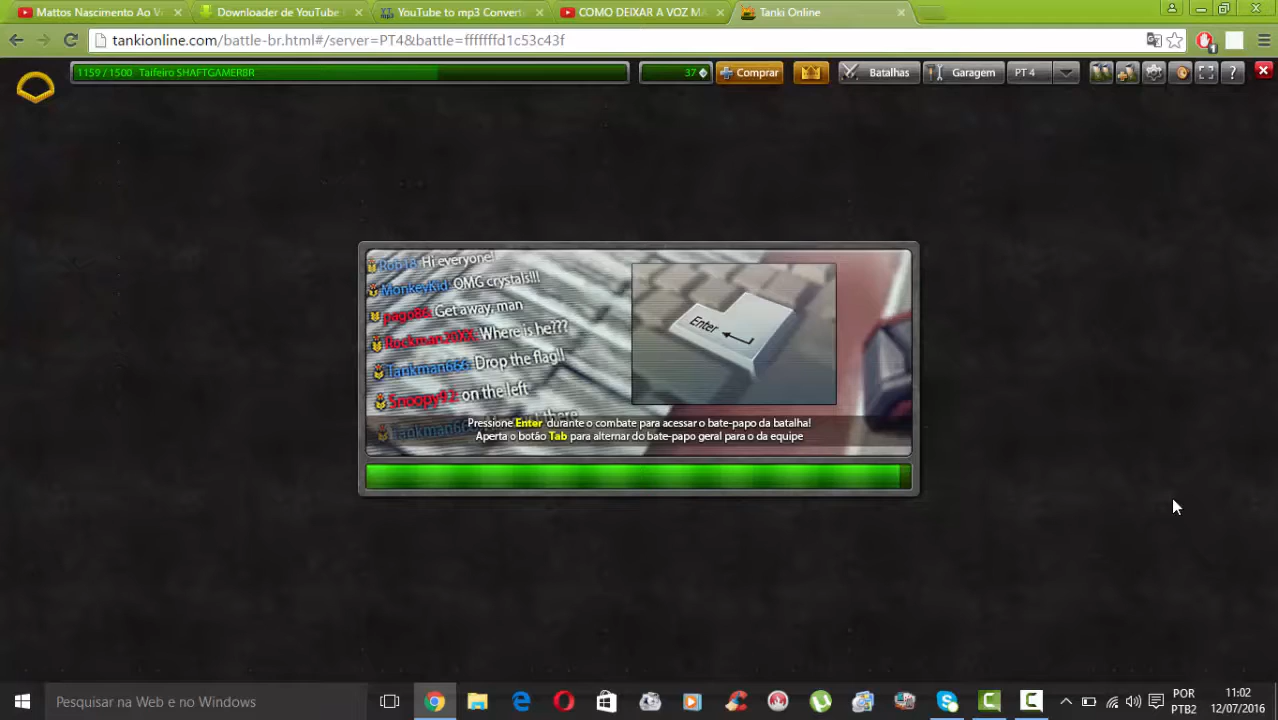 Mattos Nascimento Ao V
Downloader de YouTube
YouTube to mp3 Convert
COMO DEIXAR A VOZ MA
Tanki Online
tankionline.com/battle-br.html#/server=PT4&battle=fffffffd1c53c43f
1159 / 1500 Taifeiro SHAFTGAMERBR
37
Comprar
Batalhas
Garagem
PT 4
?
Hi everyone!
MonkeyKid: OMG crystals!!!
pago86: Get away, man
Rockman20XX: Where is he???
Tankman666: Drop the flag!!
Snoopy92: on the left
Enter
Pressione Enter durante o combate para acessar o bate-papo da batalha!
Aperta o botão Tab para alternar do bate-papo geral para o da equipe
Pesquisar na Web e no Windows
POR
PTB2
11:02
12/07/2016